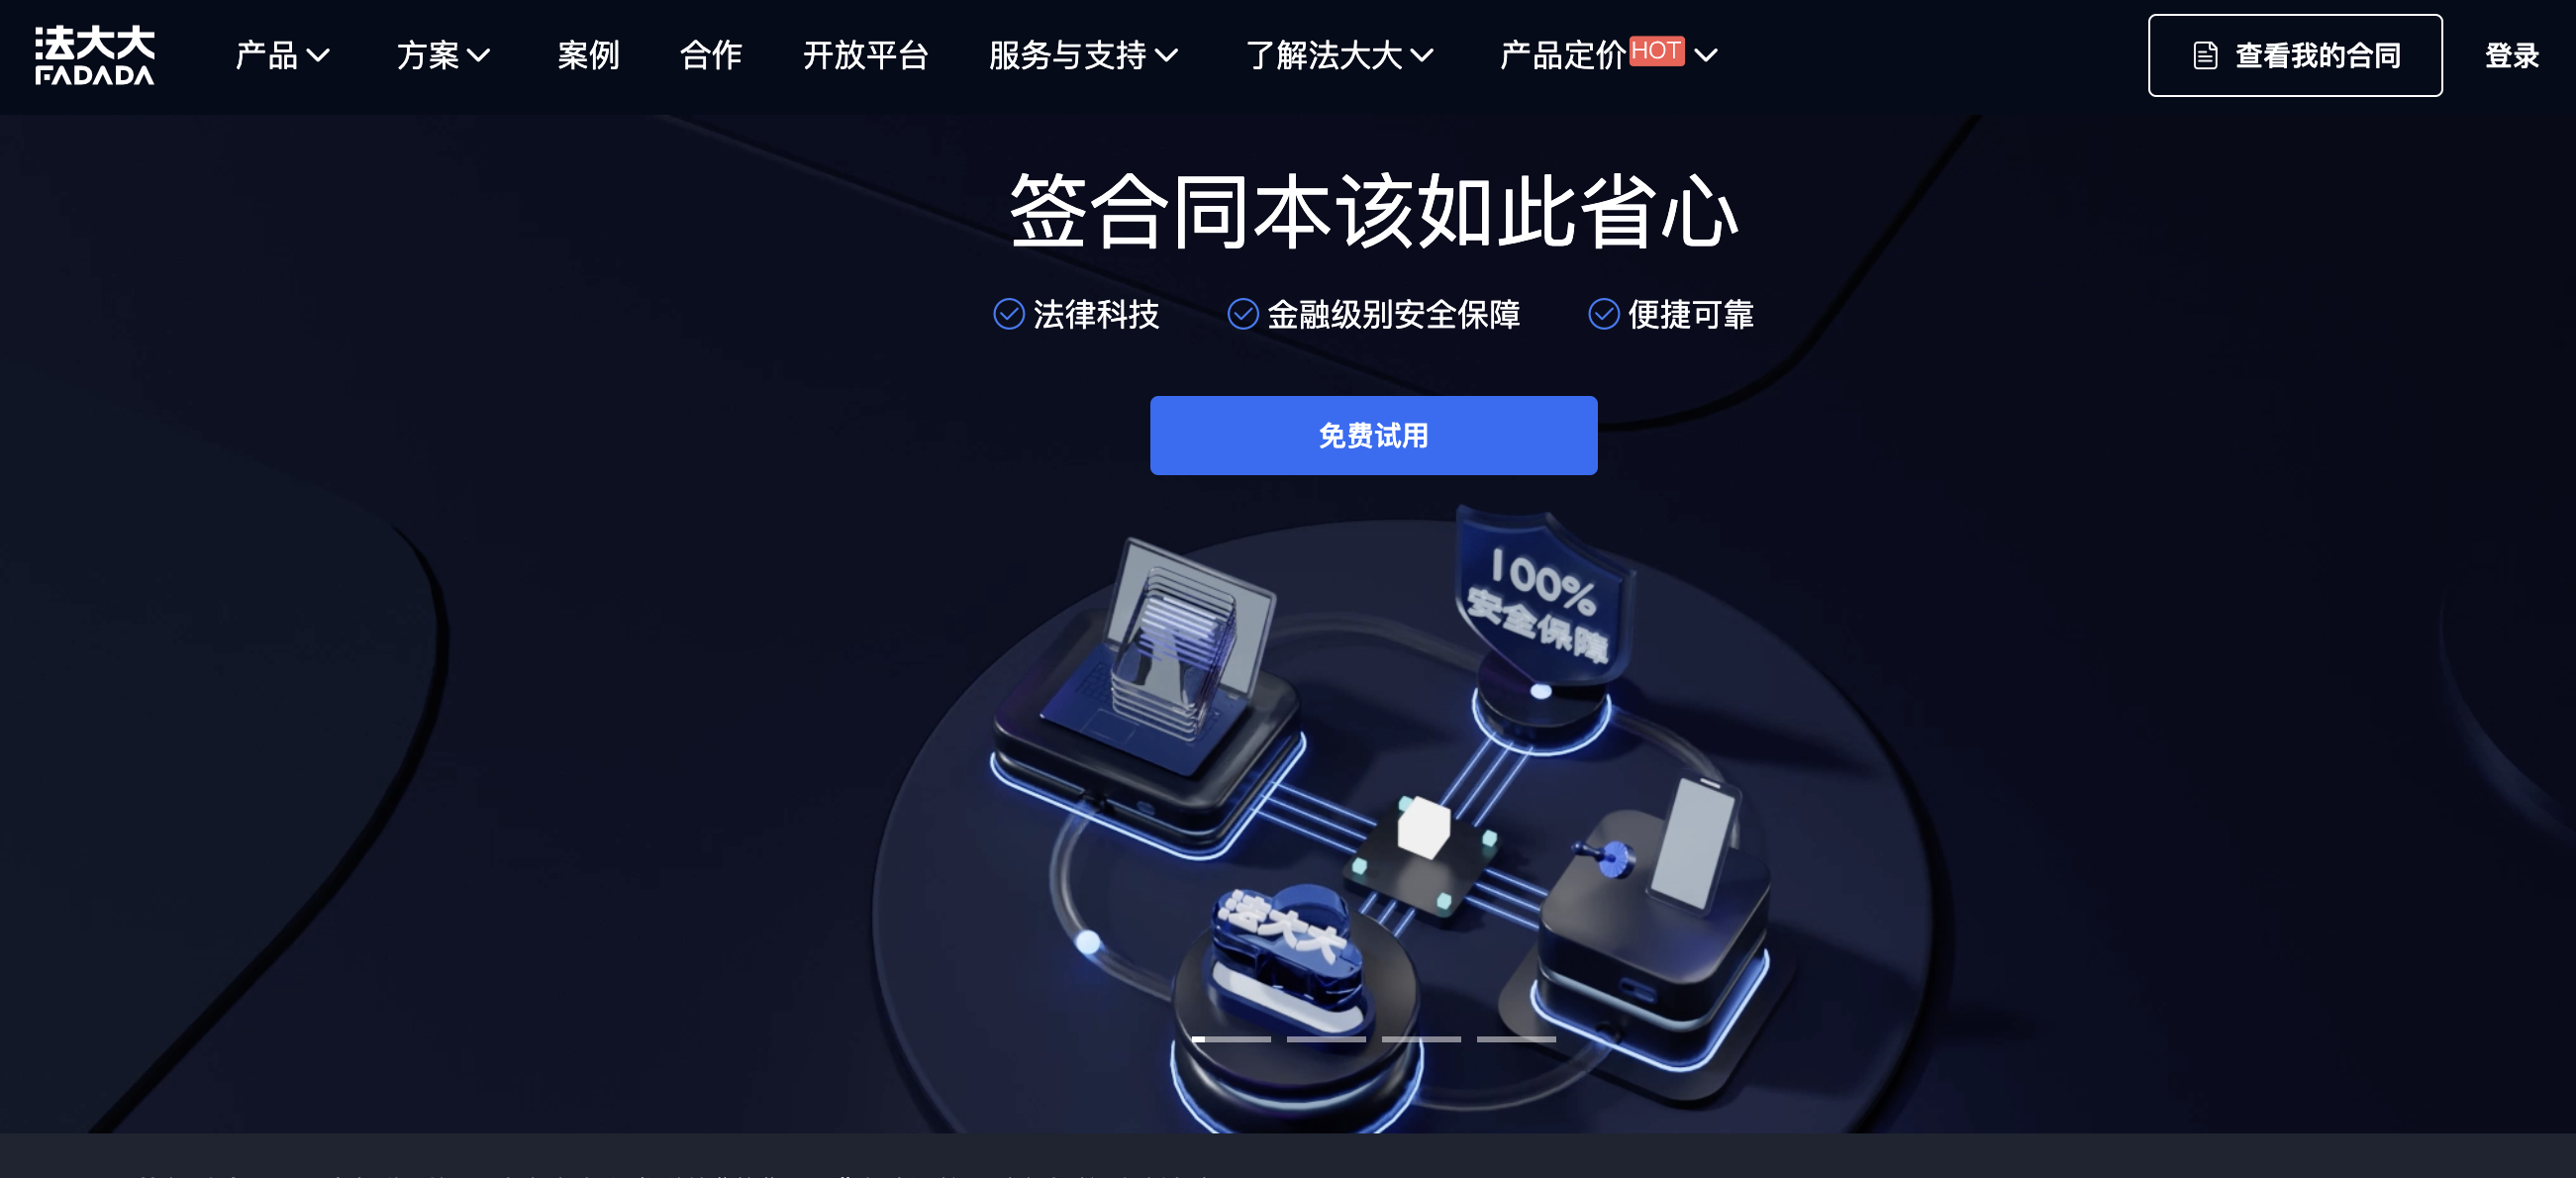 法大大
FADADA
产品 方案 案例 合作 开放平台 服务与支持 了解法大大 产品定价 HOT 查看我的合同 登录
签合同本该如此省心
法律科技 金融级别安全保障 便捷可靠
免费试用
100%
安全保障
法大大